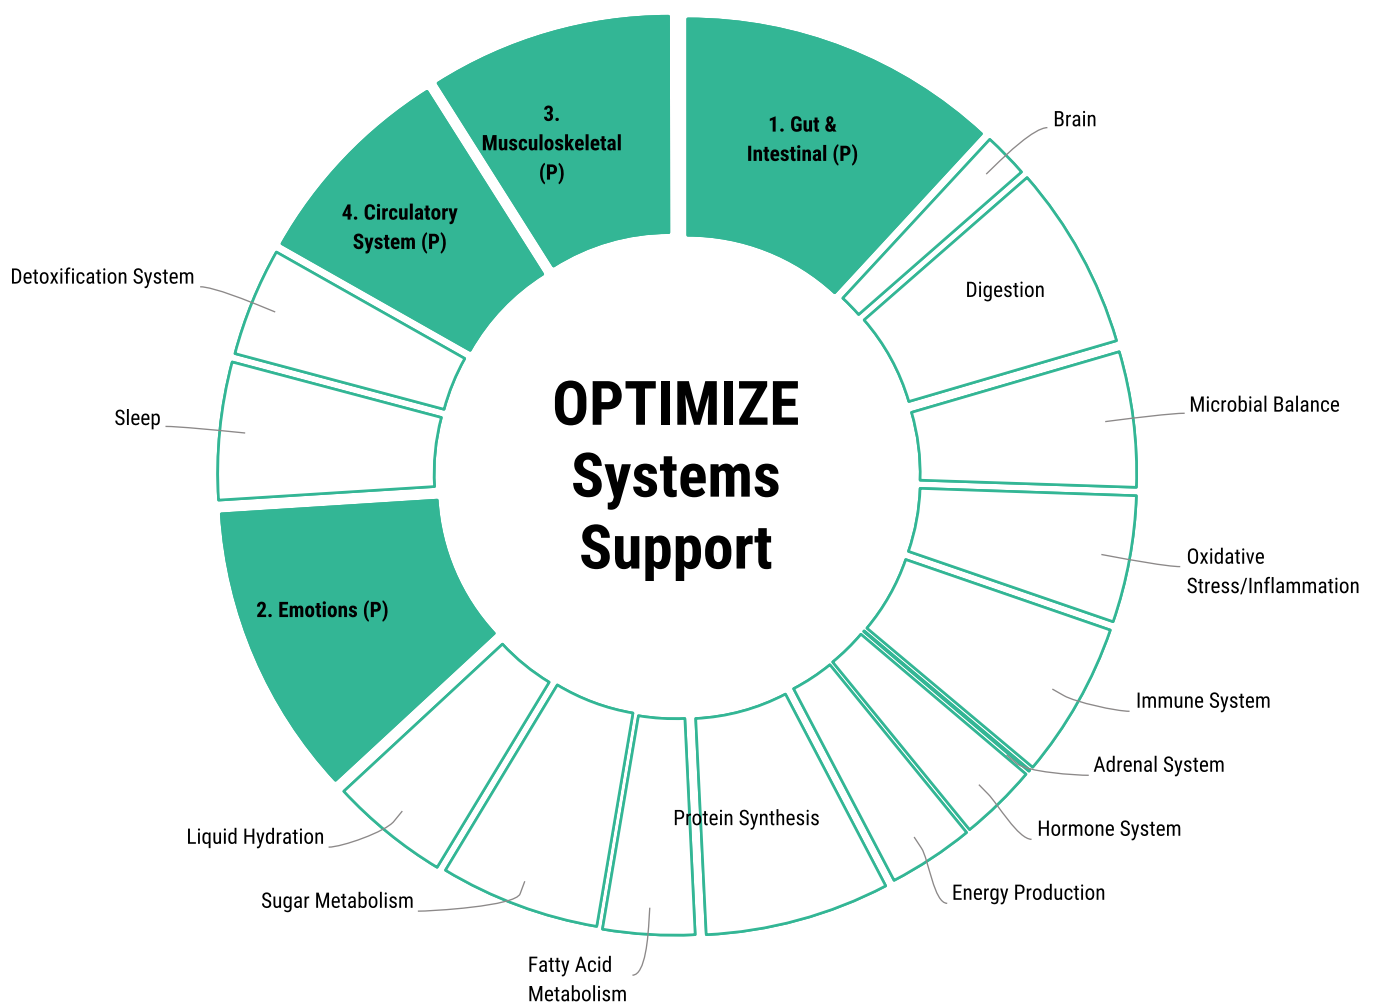 3.
Musculoskeletal
(P)
1. Gut &
Intestinal (P)
Brain
4. Circulatory
System (P)
Detoxification System
Digestion
OPTIMIZE
Systems
Support
Sleep
Microbial Balance
Oxidative
Stress/Inflammation
2. Emotions (P)
Immune System
Adrenal System
Protein Synthesis
Hormone System
Liquid Hydration
Energy Production
Sugar Metabolism
Fatty Acid
Metabolism